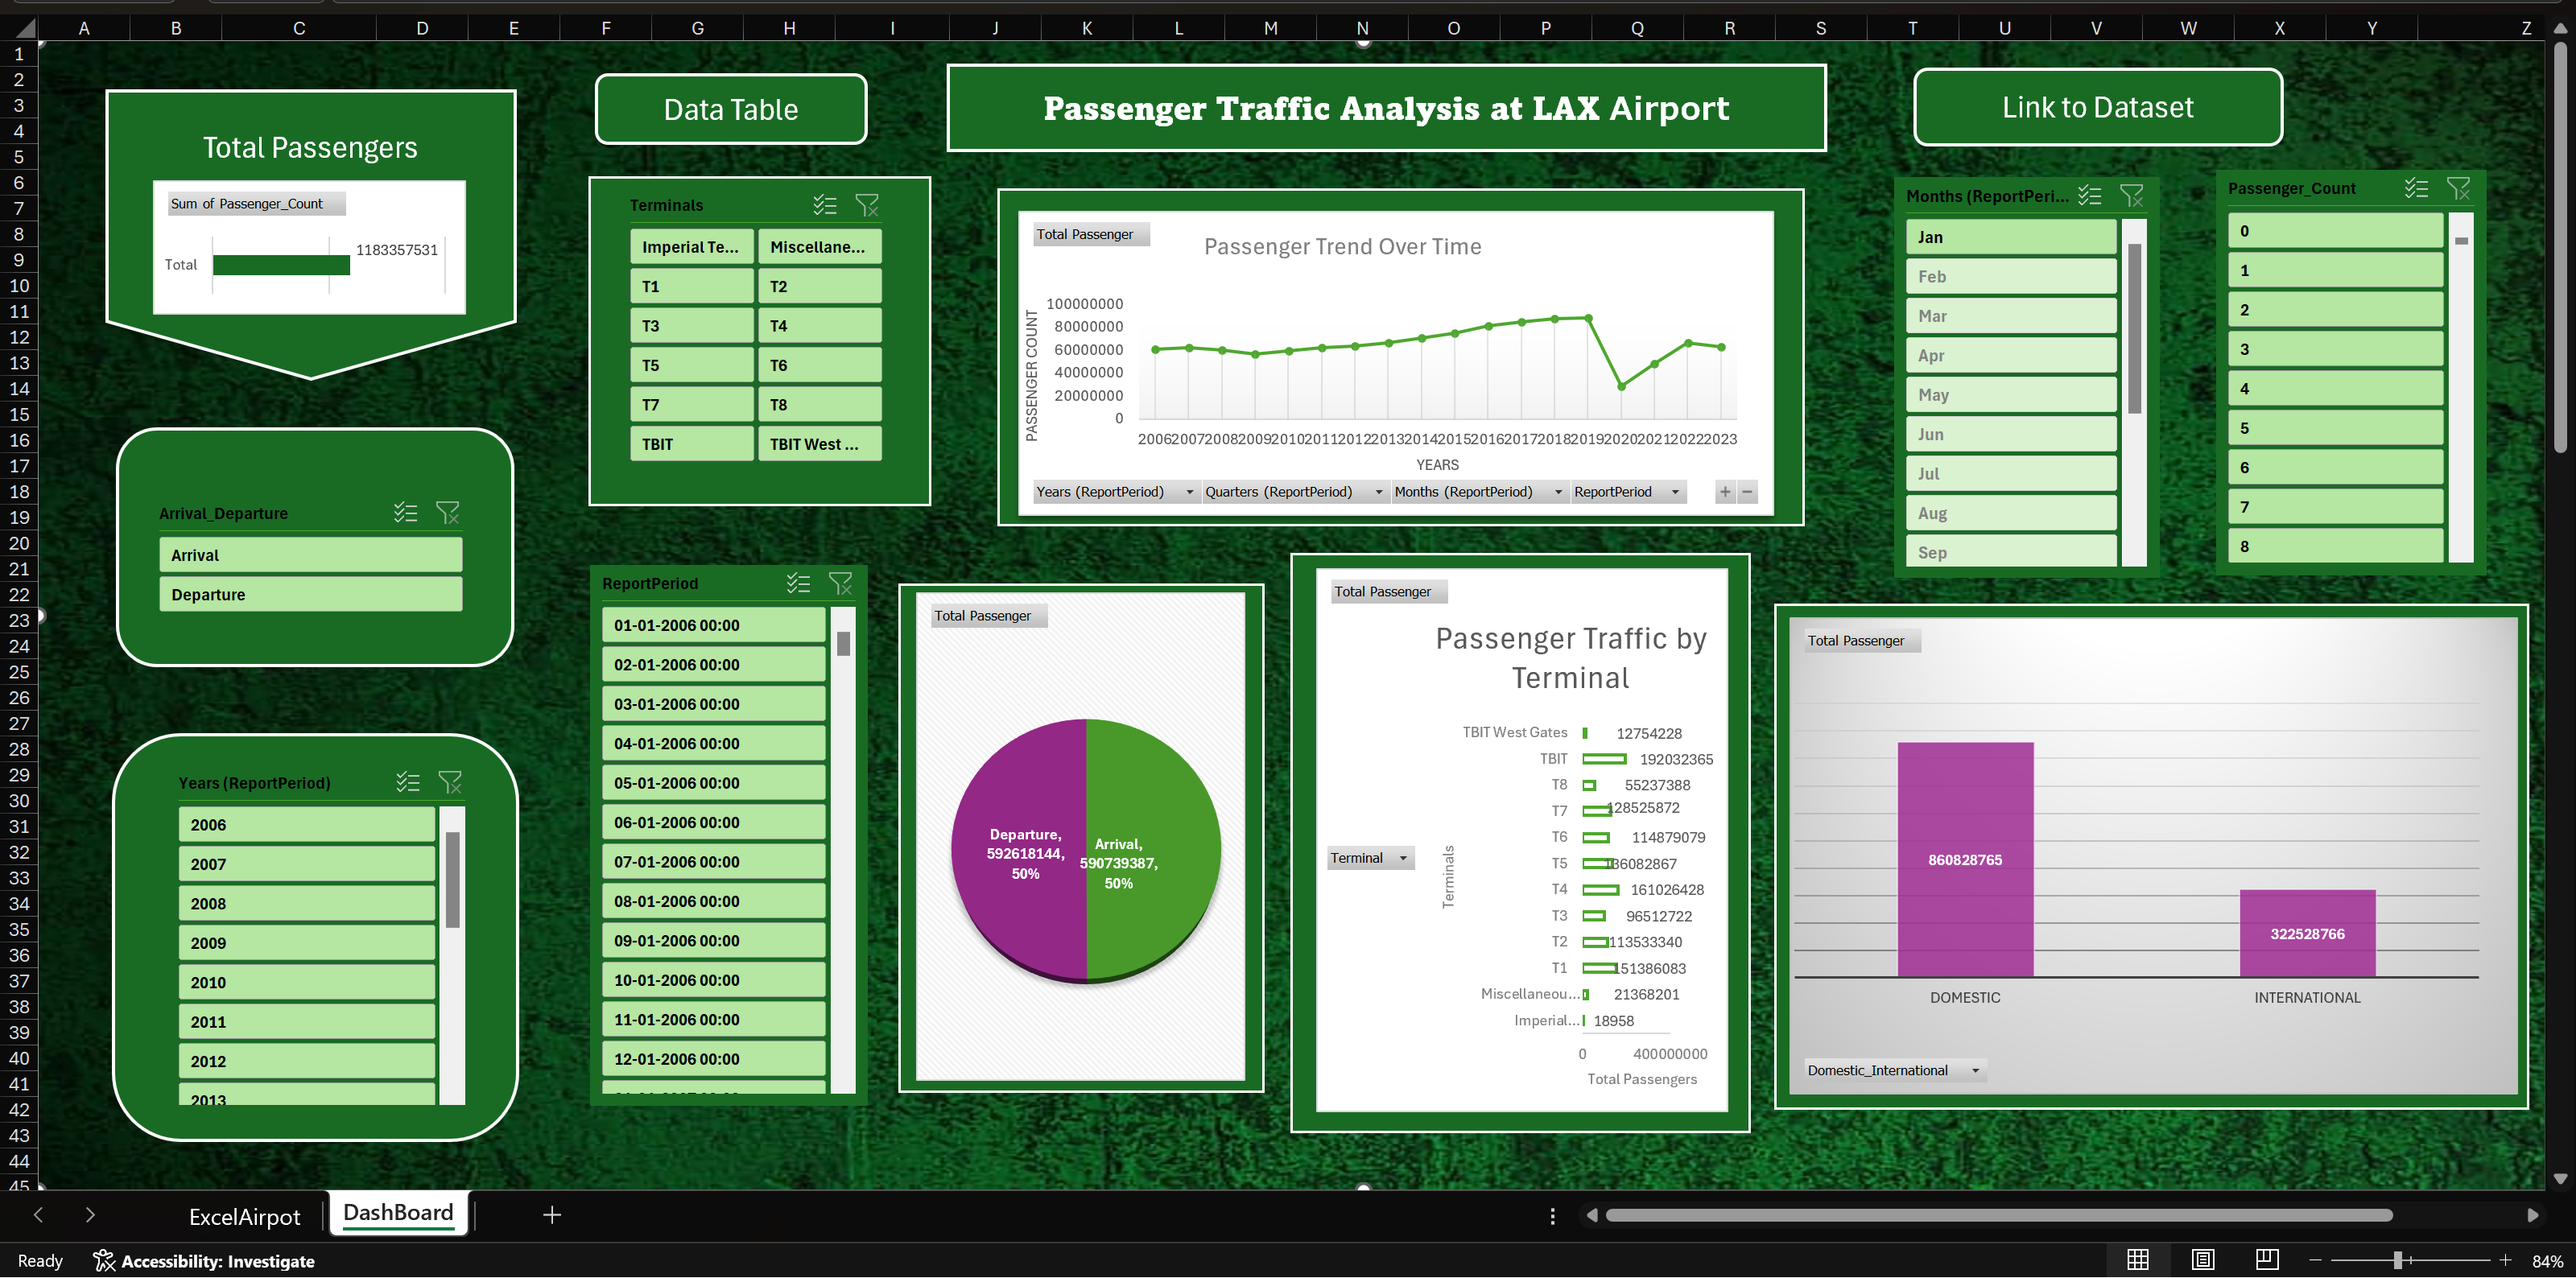 A B C D E F G H I J K L M N O P Q R S T U V W X Y Z
1
2
3
4
5
6
7
8
9
10
11
12
13
14
15
16
17
18
19
20
21
22
23
24
25
26
27
28
29
30
31
32
33
34
35
36
37
38
39
40
41
42
43
44
45
Total Passengers
Sum of Passenger_Count
1183357531
Total
Data Table
Passenger Traffic Analysis at LAX Airport
Link to Dataset
Terminals
Imperial Te... Miscellane...
T1 T2
T3 T4
T5 T6
T7 T8
TBIT TBIT West ...
Total Passenger
Passenger Trend Over Time
PASSENGER COUNT
100000000
80000000
60000000
40000000
20000000
0
2006 2007 2008 2009 2010 2011 2012 2013 2014 2015 2016 2017 2018 2019 2020 2021 2022 2023
YEARS
Years (ReportPeriod) Quarters (ReportPeriod) Months (ReportPeriod) ReportPeriod + −
Months (ReportPeri...
Jan
Feb
Mar
Apr
May
Jun
Jul
Aug
Sep
Passenger_Count
0
1
2
3
4
5
6
7
8
Arrival_Departure
Arrival
Departure
Years (ReportPeriod)
2006
2007
2008
2009
2010
2011
2012
2013
ReportPeriod
01-01-2006 00:00
02-01-2006 00:00
03-01-2006 00:00
04-01-2006 00:00
05-01-2006 00:00
06-01-2006 00:00
07-01-2006 00:00
08-01-2006 00:00
09-01-2006 00:00
10-01-2006 00:00
11-01-2006 00:00
12-01-2006 00:00
Total Passenger
Departure,
592618144,
50%
Arrival,
590739387,
50%
Total Passenger
Passenger Traffic by
Terminal
Terminal
Terminals
TBIT West Gates 12754228
TBIT 192032365
T8 55237388
T7 128525872
T6 114879079
T5 136082867
T4 161026428
T3 96512722
T2 113533340
T1 151386083
Miscellaneou... 21368201
Imperial... 18958
0 400000000
Total Passengers
Total Passenger
860828765
322528766
DOMESTIC INTERNATIONAL
Domestic_International
ExcelAirpot DashBoard +
Ready Accessibility: Investigate 84%